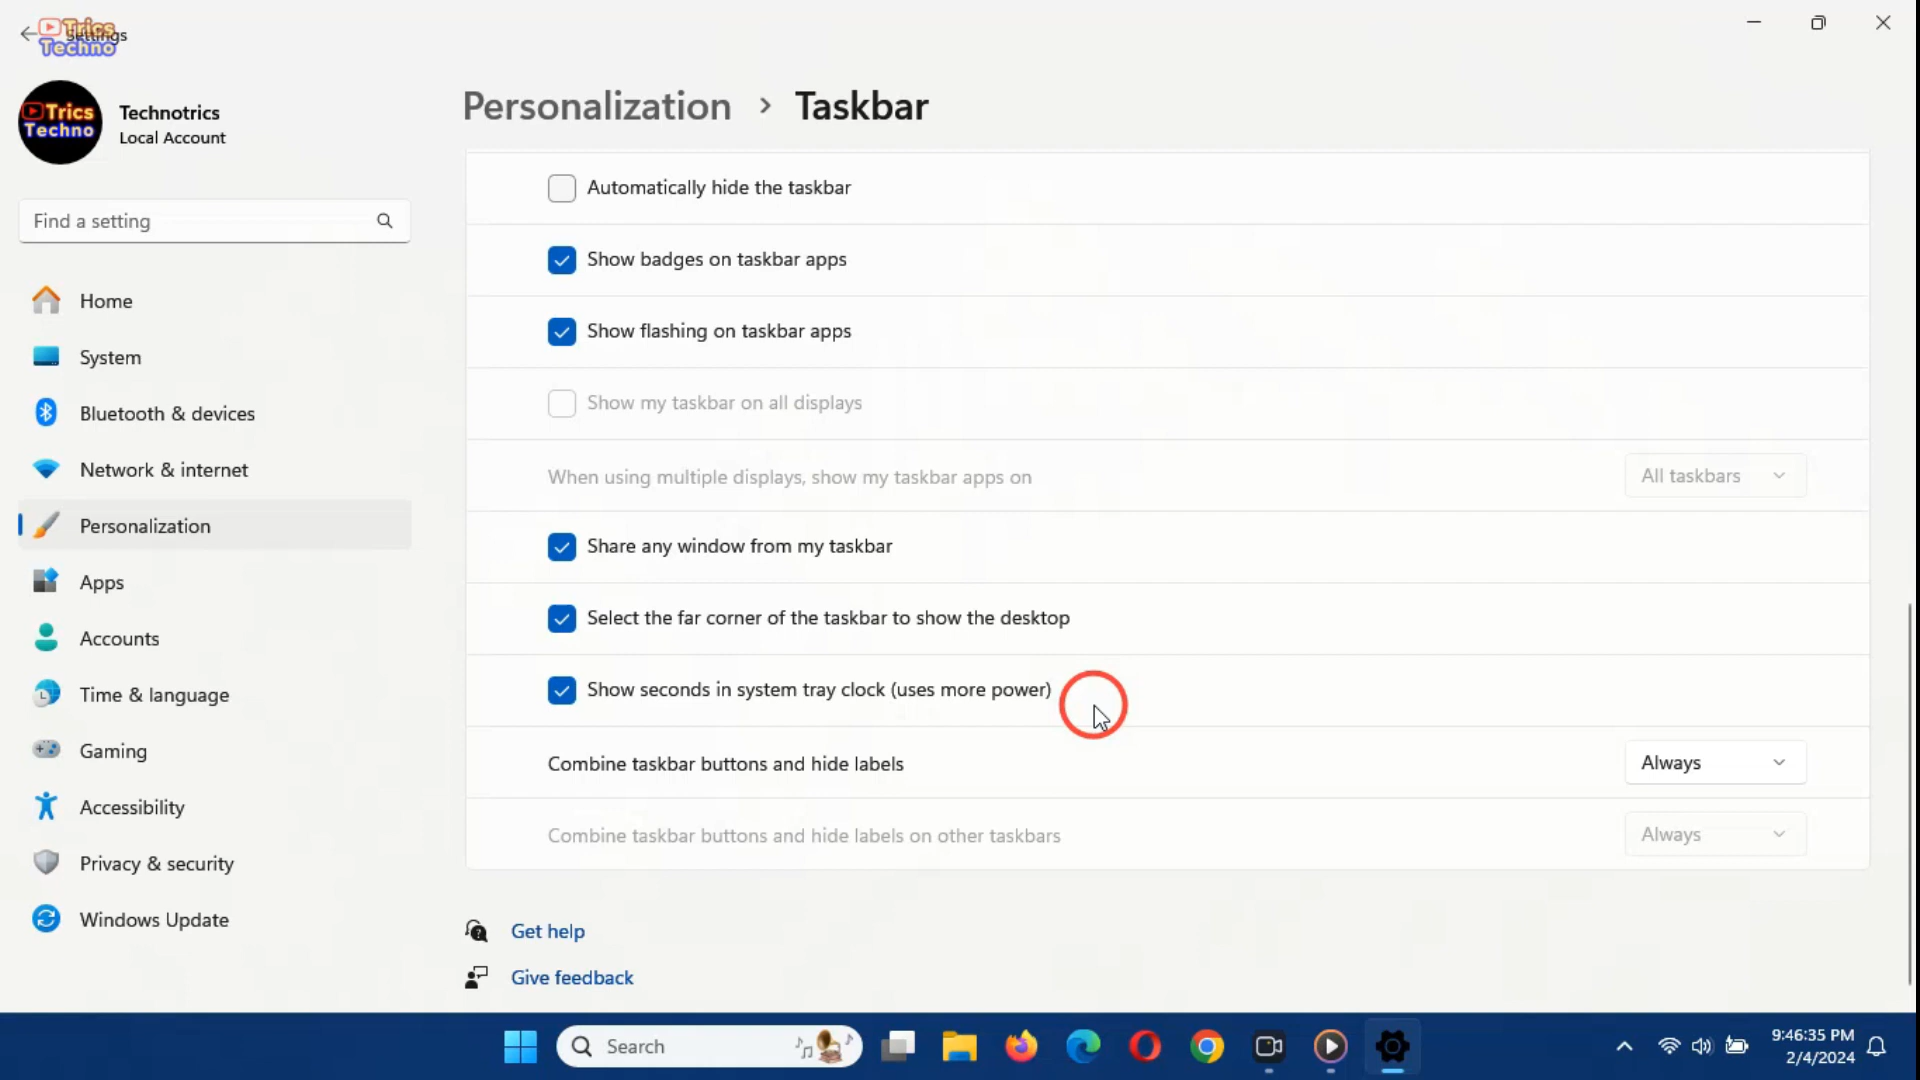 Trics
Techno
Settings
Trics
Techno
Technotrics
Local Account
Find a setting
Home
System
Bluetooth & devices
Network & internet
Personalization
Apps
Accounts
Time & language
Gaming
Accessibility
Privacy & security
Windows Update
Personalization > Taskbar
Automatically hide the taskbar
Show badges on taskbar apps
Show flashing on taskbar apps
Show my taskbar on all displays
When using multiple displays, show my taskbar apps on All taskbars
Share any window from my taskbar
Select the far corner of the taskbar to show the desktop
Show seconds in system tray clock (uses more power)
Combine taskbar buttons and hide labels Always
Combine taskbar buttons and hide labels on other taskbars Always
Get help
Give feedback
Search
9:46:35 PM
2/4/2024